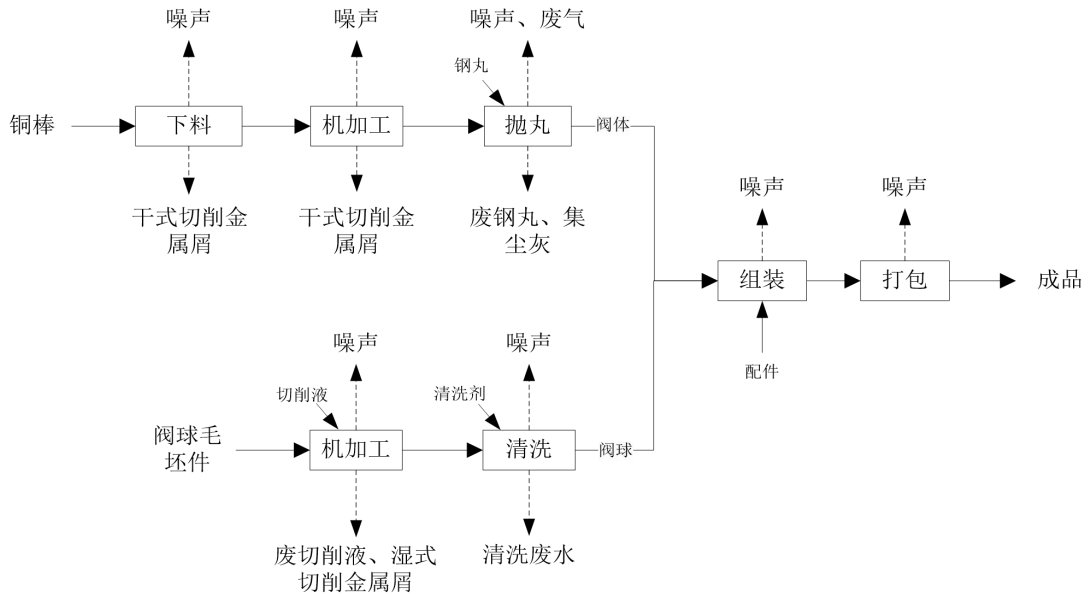 噪声
噪声
噪声、废气
钢丸
铜棒
下料
机加工
抛丸
阀体
干式切削金
属屑
干式切削金
属屑
废钢丸、集
尘灰
噪声
噪声
组装
打包
成品
配件
噪声
噪声
切削液
清洗剂
阀球毛
坯件
机加工
清洗
阀球
废切削液、湿式
切削金属屑
清洗废水